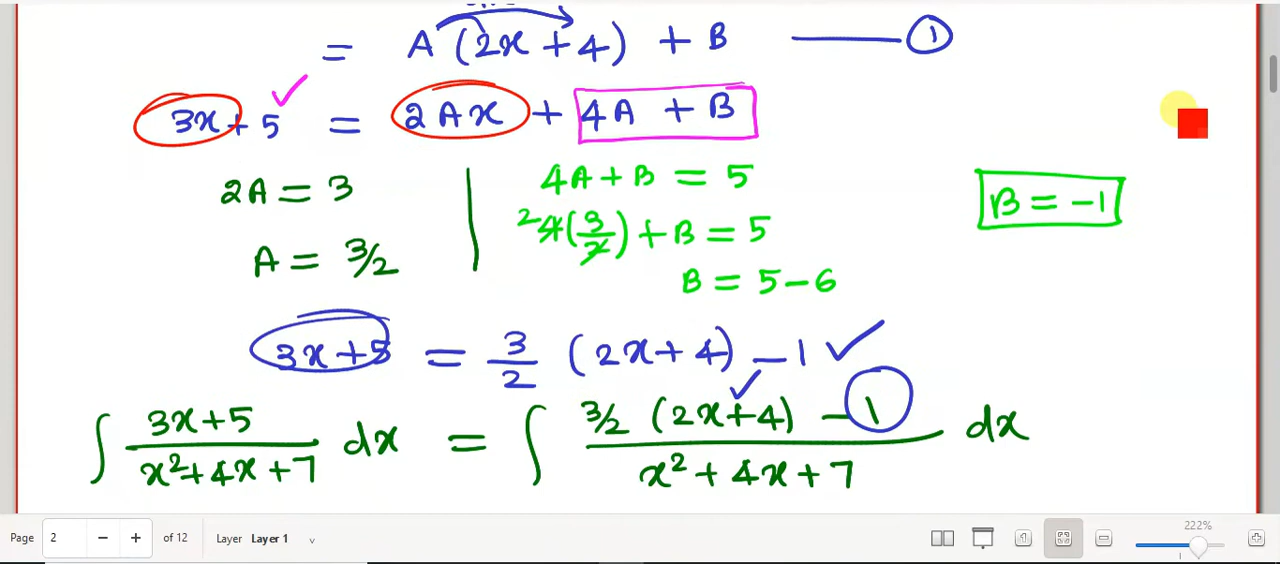 = A (2x + 4) + B ——— ①
3x + 5 = 2Ax + 4A + B
2A = 3
A = 3/2
4A + B = 5
2 4(3/2) + B = 5
B = 5 - 6
B = -1
3x + 5 = 3/2 (2x + 4) - 1
∫ 3x+5 / x²+4x+7 dx = ∫ 3/2 (2x+4) - 1 / x²+4x+7 dx
Page 2 of 12 Layer Layer 1 222%